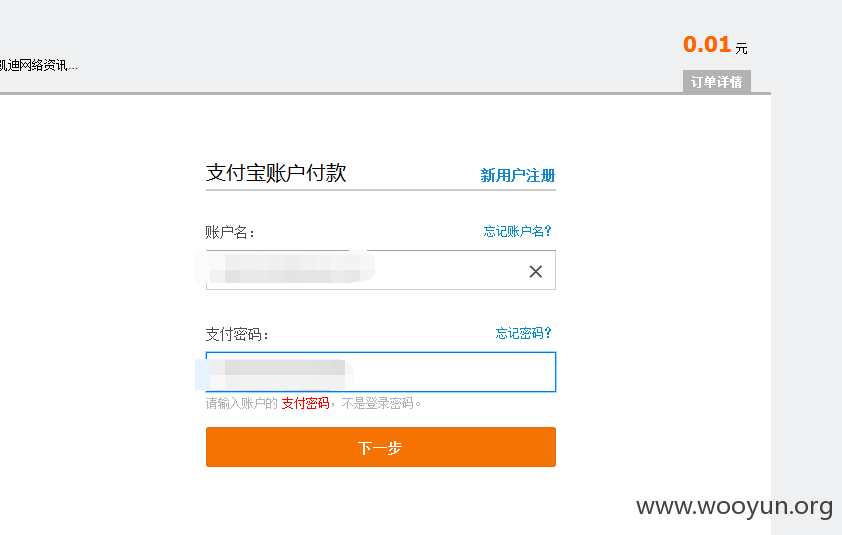 0.01 元
凯迪网络资讯...
订单详情
支付宝账户付款
新用户注册
账户名：
忘记账户名?
支付密码：
忘记密码?
请输入账户的 支付密码，不是登录密码。
下一步
www.wooyun.org